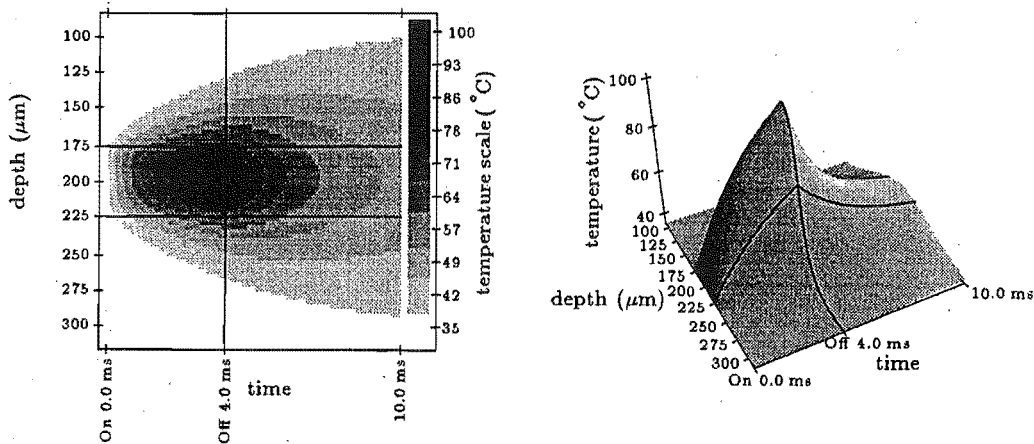 depth (μm)
100
125
150
175
200
225
250
275
300
On 0.0 ms
Off 4.0 ms
10.0 ms
time
100
93
86
78
71
64
57
49
42
35
temperature scale ( °C)
temperature ( °C)
100
80
60
40
100
125
150
175
200
225
250
275
300
depth (μm)
On 0.0 ms
Off 4.0 ms
10.0 ms
time